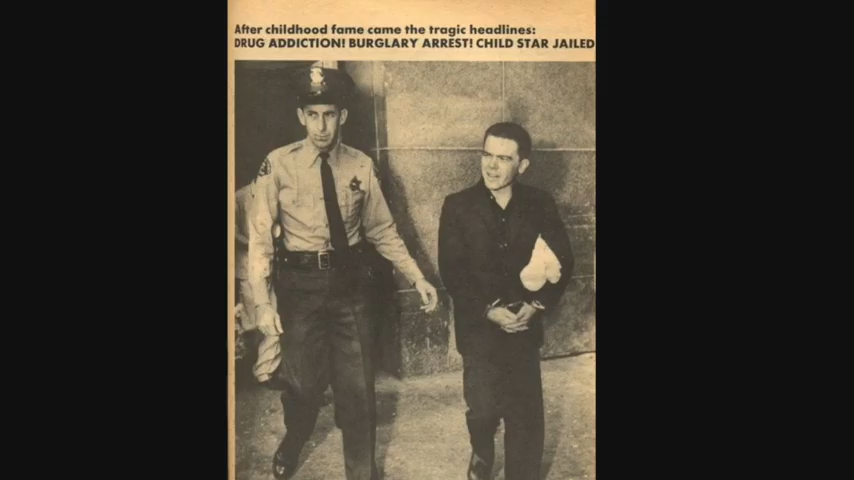 After childhood fame came the tragic headlines:
DRUG ADDICTION! BURGLARY ARREST! CHILD STAR JAILED